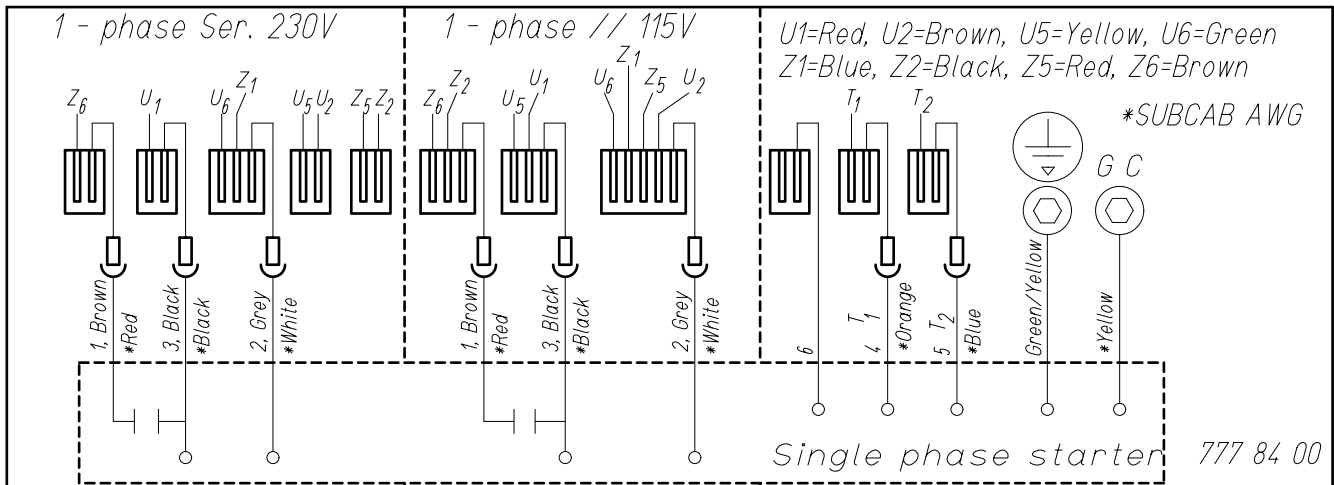 1 - phase Ser. 230V
Z6 U1 U6 Z1 U5 U2 Z5 Z2
1, Brown
*Red
3, Black
*Black
2, Grey
*White
1 - phase // 115V
Z6 Z2 U5 U1 U6 Z1 Z5 U2
1, Brown
*Red
3, Black
*Black
2, Grey
*White
U1=Red, U2=Brown, U5=Yellow, U6=Green
Z1=Blue, Z2=Black, Z5=Red, Z6=Brown
*SUBCAB AWG
T1 T2
G C
6
4 T1
*Orange
5 T2
*Blue
Green/Yellow
*Yellow
Single phase starter
777 84 00